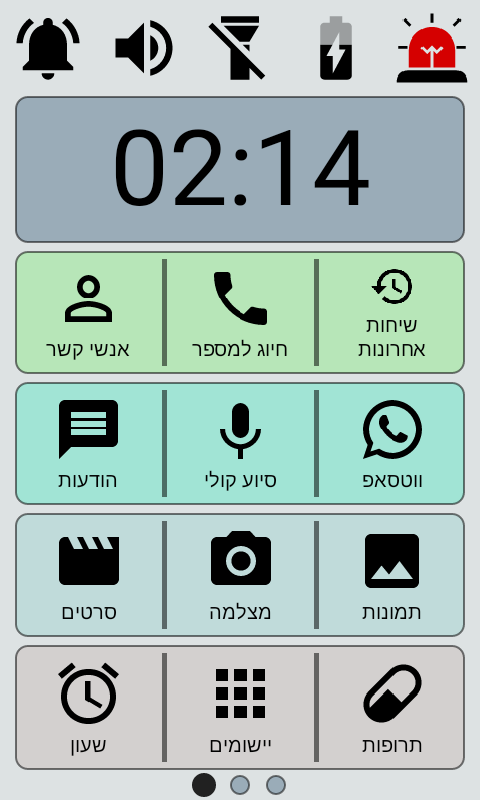 02:14
שיחות
אחרונות
חיוג למספר
אנשי קשר
ווטסאפ
סיוע קולי
הודעות
תמונות
מצלמה
סרטים
תרופות
יישומים
שעון